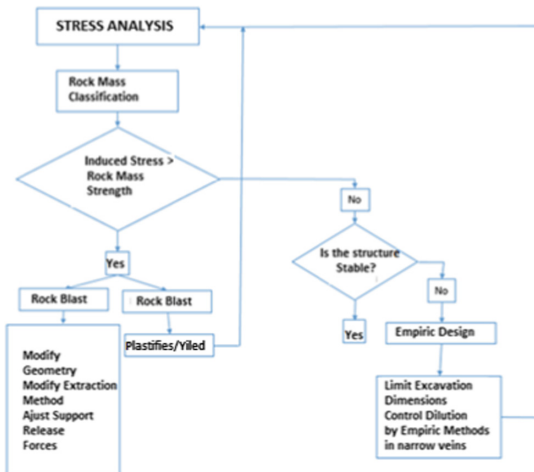 STRESS ANALYSIS
Rock Mass
Classification
Induced Stress >
Rock Mass
Strength
No
Is the structure
Stable?
Yes
No
Rock Blast
Rock Blast
Yes
Empiric Design
Plastifies/Yiled
Modify
Geometry
Modify Extraction
Method
Ajust Support
Release
Forces
Limit Excavation
Dimensions
Control Dilution
by Empiric Methods
in narrow veins